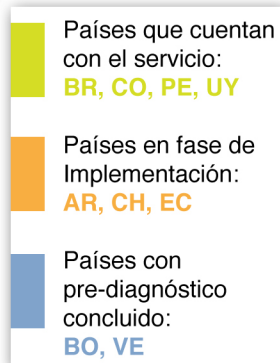 Países que cuentan
con el servicio:
BR, CO, PE, UY
Países en fase de
Implementación:
AR, CH, EC
Países con
pre-diagnóstico
concluido:
BO, VE